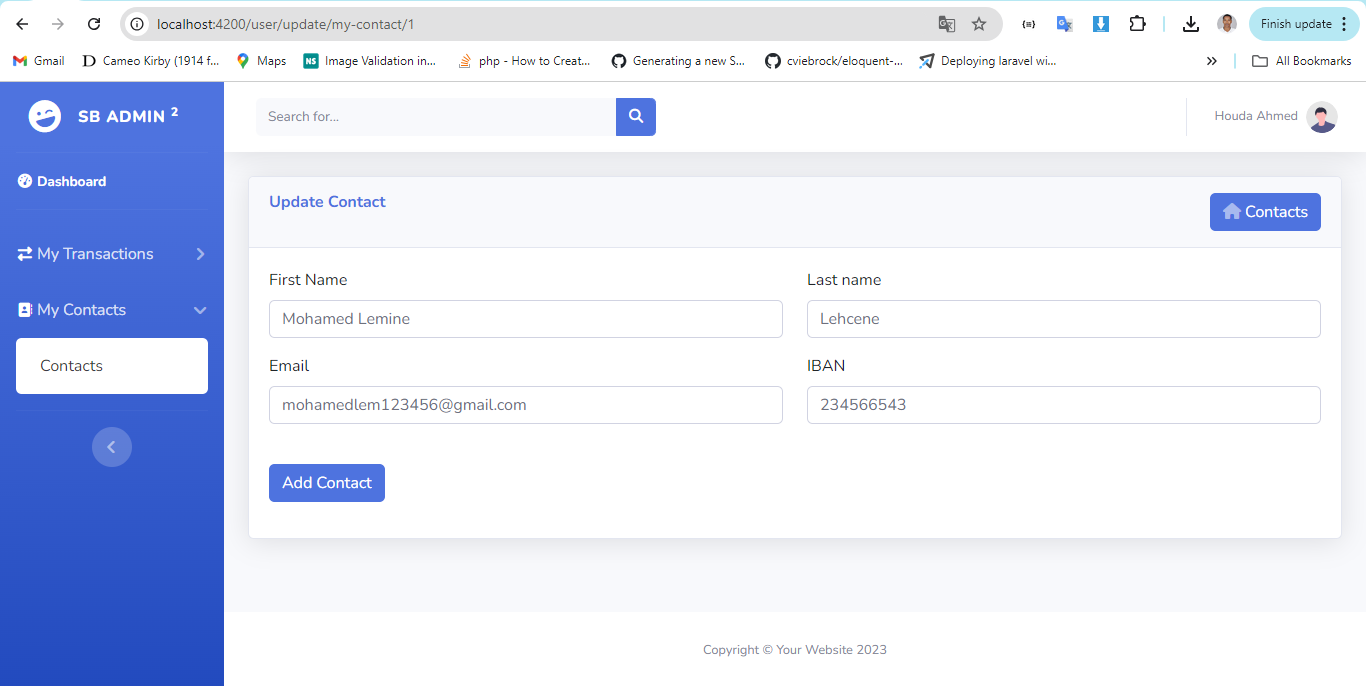 localhost:4200/user/update/my-contact/1
Finish update
Gmail
Cameo Kirby (1914 f...
Maps
NS
Image Validation in...
php - How to Creat...
Generating a new S...
cviebrock/eloquent-...
Deploying laravel wi...
All Bookmarks
SB ADMIN 2
Search for...
Houda Ahmed
Dashboard
My Transactions
My Contacts
Contacts
Update Contact
Contacts
First Name
Last name
Mohamed Lemine
Lehcene
Email
IBAN
mohamedlem123456@gmail.com
234566543
Add Contact
Copyright © Your Website 2023